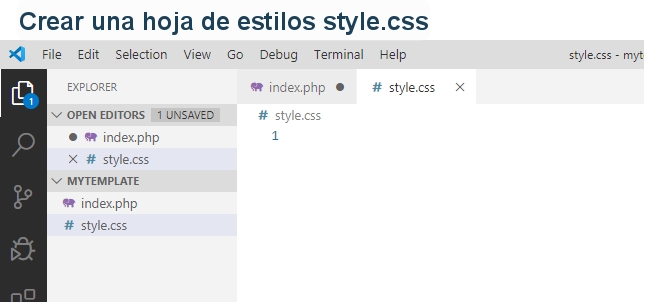 Crear una hoja de estilos style.css
File Edit Selection View Go Debug Terminal Help style.css - myt
EXPLORER
index.php
style.css
1
OPEN EDITORS 1 UNSAVED
# style.css
index.php
1
# style.css
MYTEMPLATE
index.php
# style.css